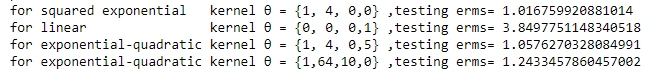 for squared exponential kernel θ = {1, 4, 0,0} ,testing erms= 1.016759920881014
for linear kernel θ = {0, 0, 0,1} ,testing erms= 3.8497751148340518
for exponential-quadratic kernel θ = {1, 4, 0,5} ,testing erms= 1.0576270328084991
for exponential-quadratic kernel θ = {1,64,10,0} ,testing erms= 1.2433457860457002